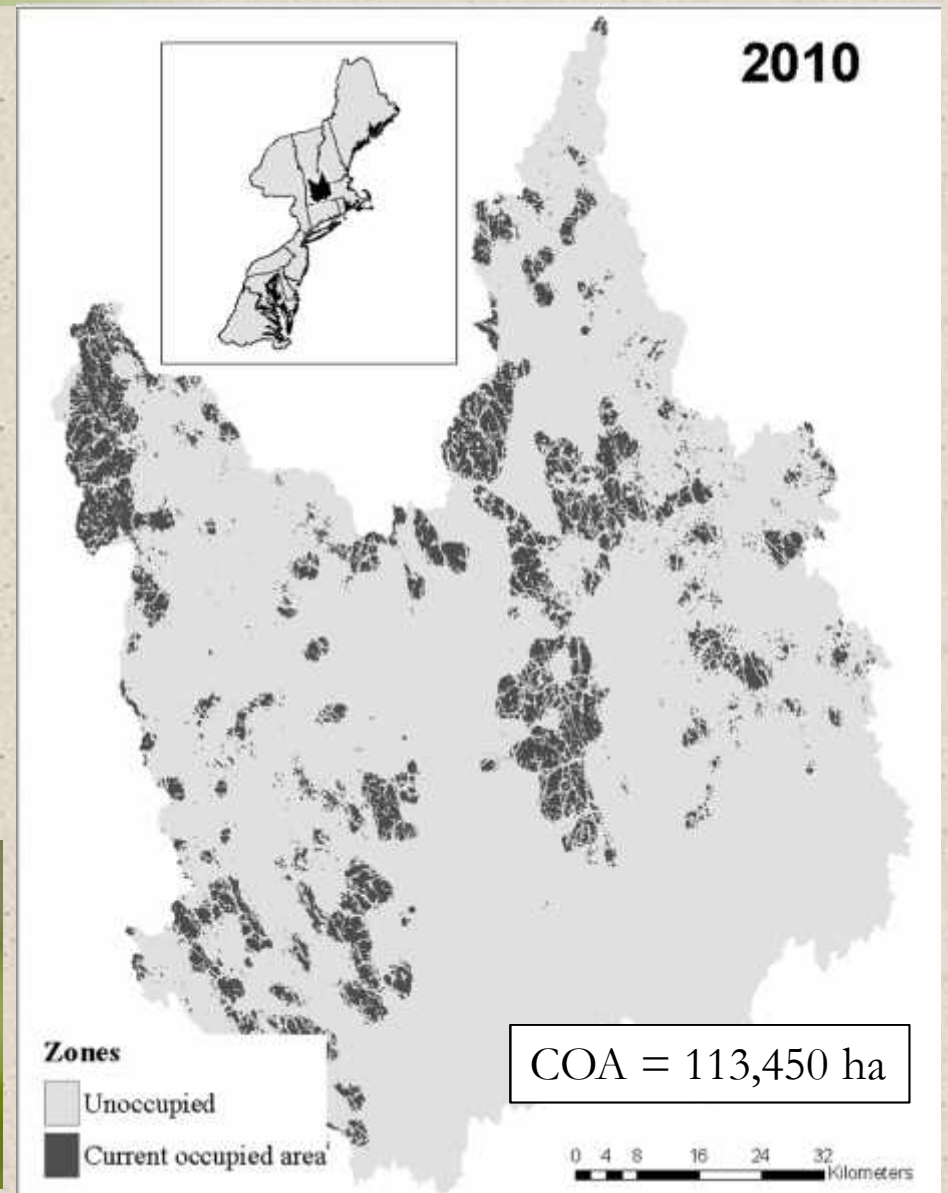 2010
Zones
Unoccupied
Current occupied area
COA = 113,450 ha
0 4 8 16 24 32
Kilometers